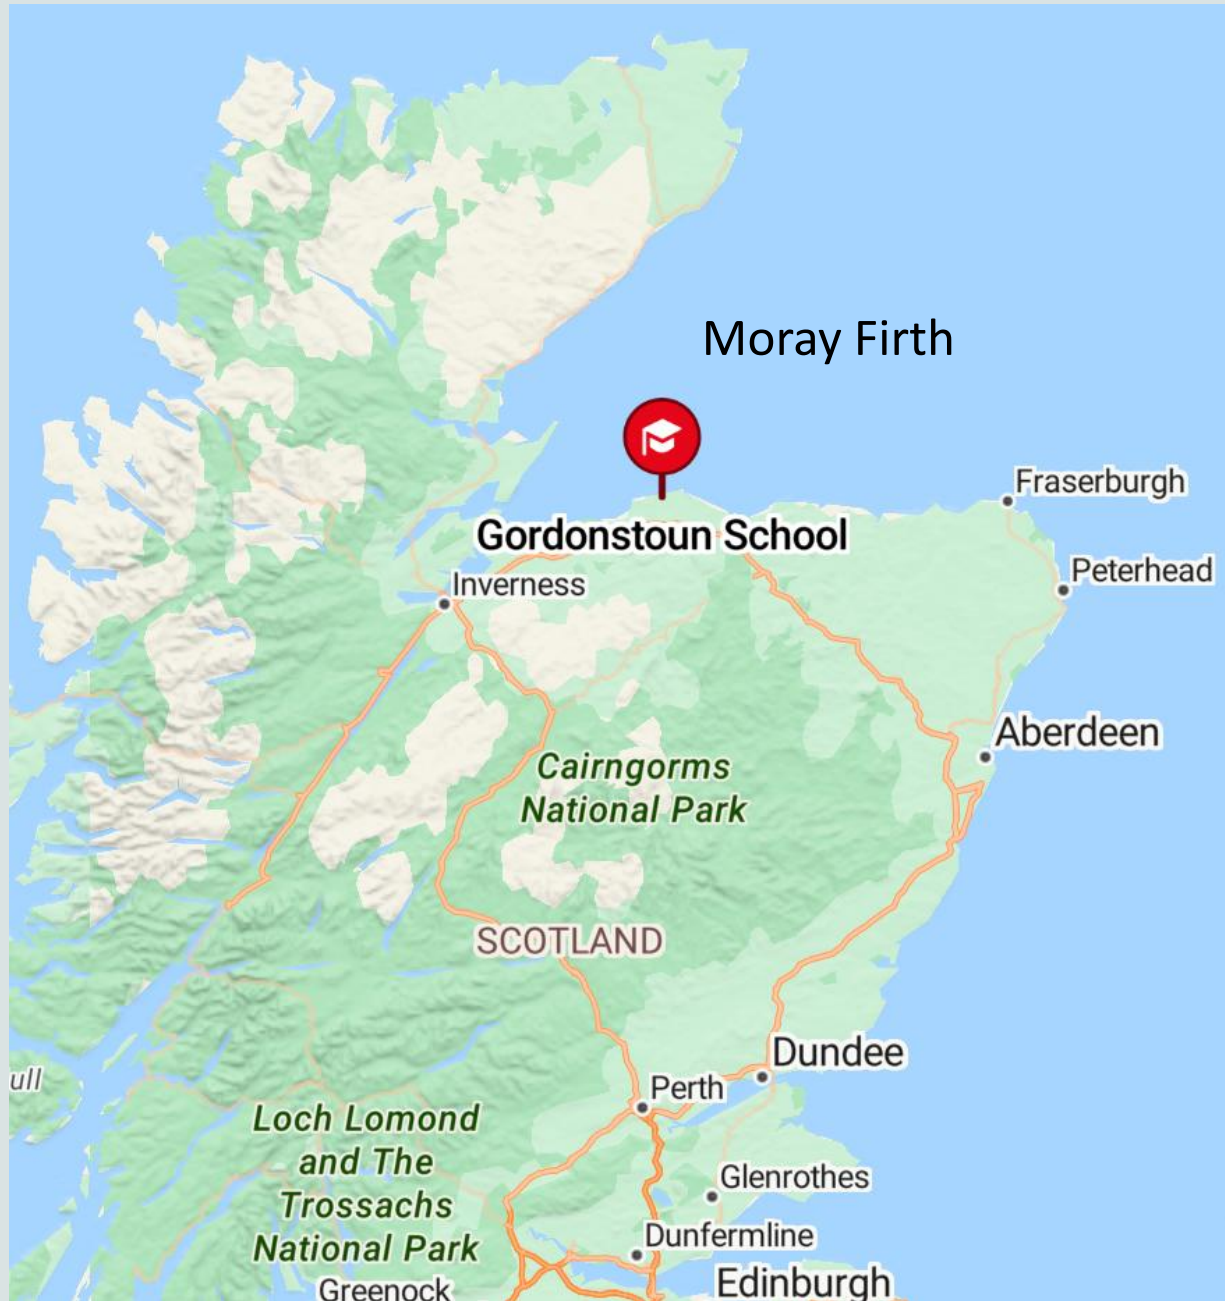 Moray Firth
Fraserburgh
Gordonstoun School
Peterhead
Inverness
Aberdeen
Cairngorms
National Park
SCOTLAND
Dundee
ull
Perth
Loch Lomond
and The
Trossachs
National Park
Glenrothes
Dunfermline
Edinburgh
Greenock